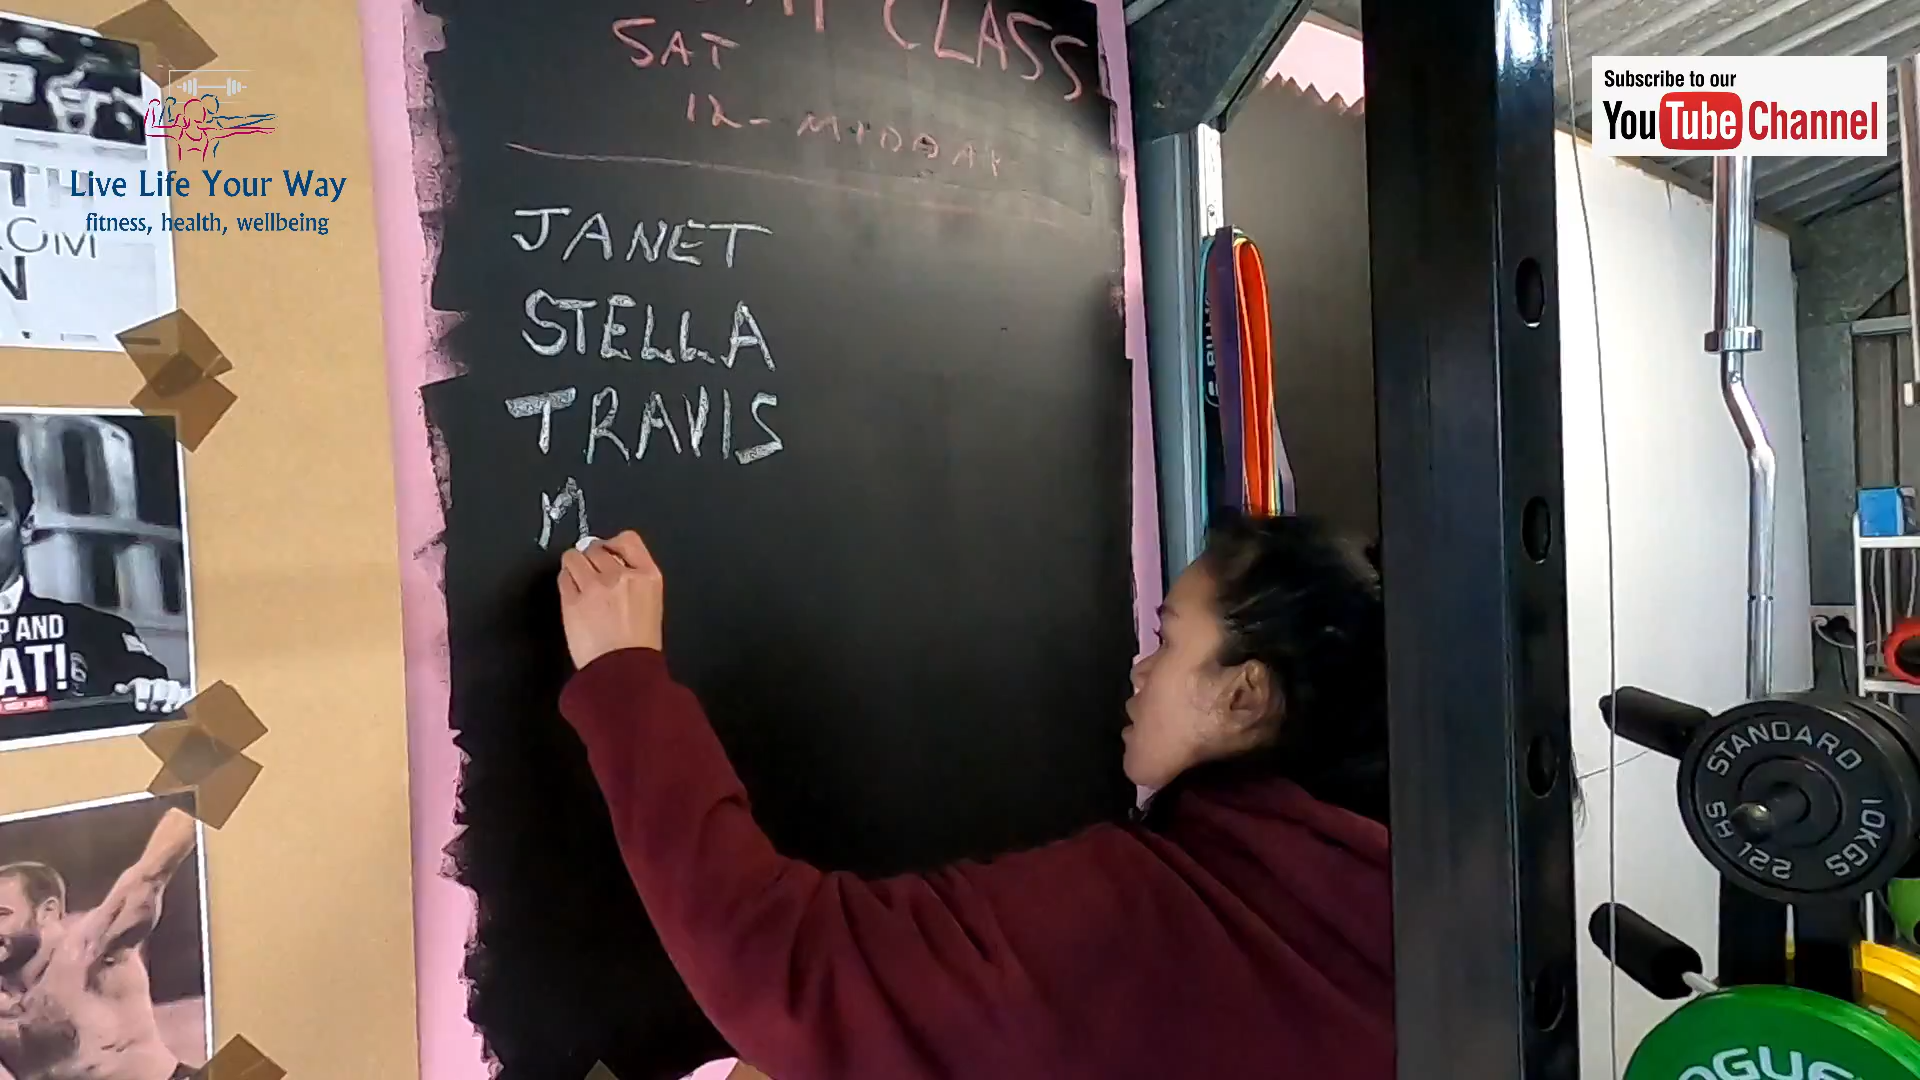 CLASS
SAT
12- MIDDAY
JANET
STELLA
TRAVIS
M
Live Life Your Way
fitness, health, wellbeing
Subscribe to our
YouTube Channel
P AND
AT!
STANDARD
10KGS
22LBS